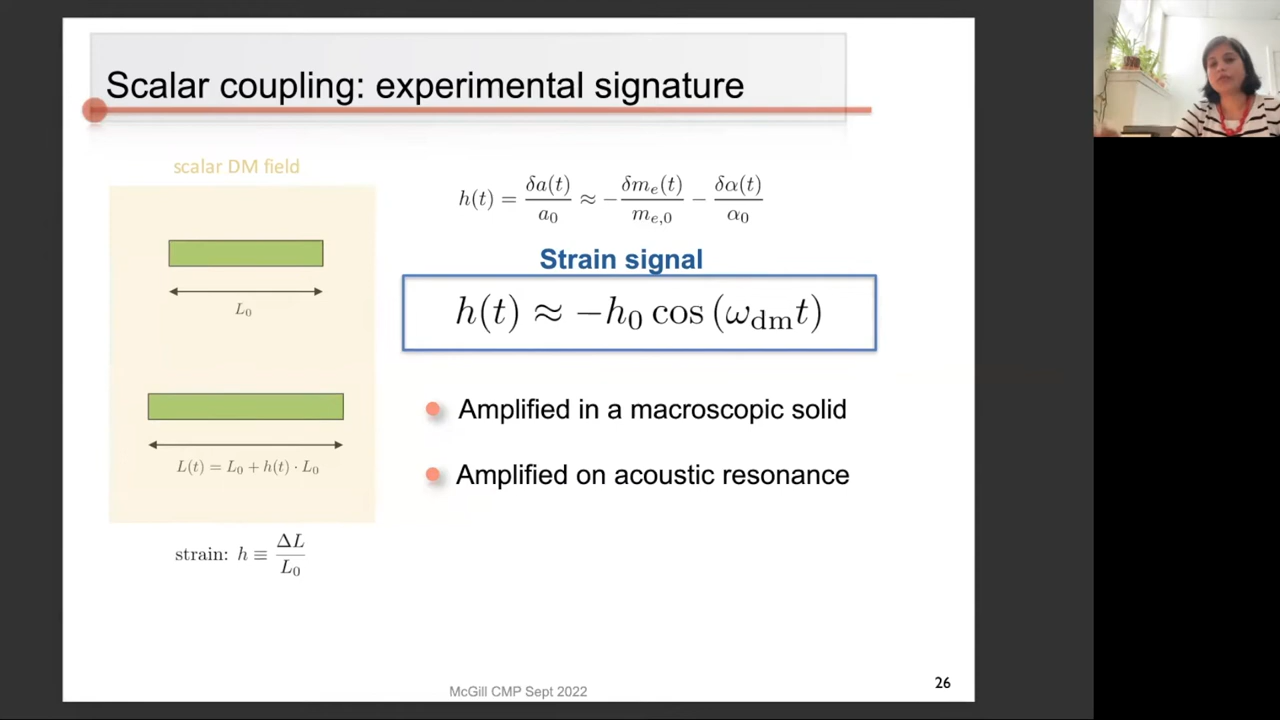 Scalar coupling: experimental signature
scalar DM field
L₀
L(t) = L₀ + h(t) · L₀
strain: h ≡ ΔL/L₀
h(t) = δa(t)/a₀ ≈ −δmₑ(t)/mₑ,₀ − δα(t)/α₀
Strain signal
h(t) ≈ −h₀ cos (ω_dm t)
Amplified in a macroscopic solid
Amplified on acoustic resonance
McGill CMP Sept 2022
26